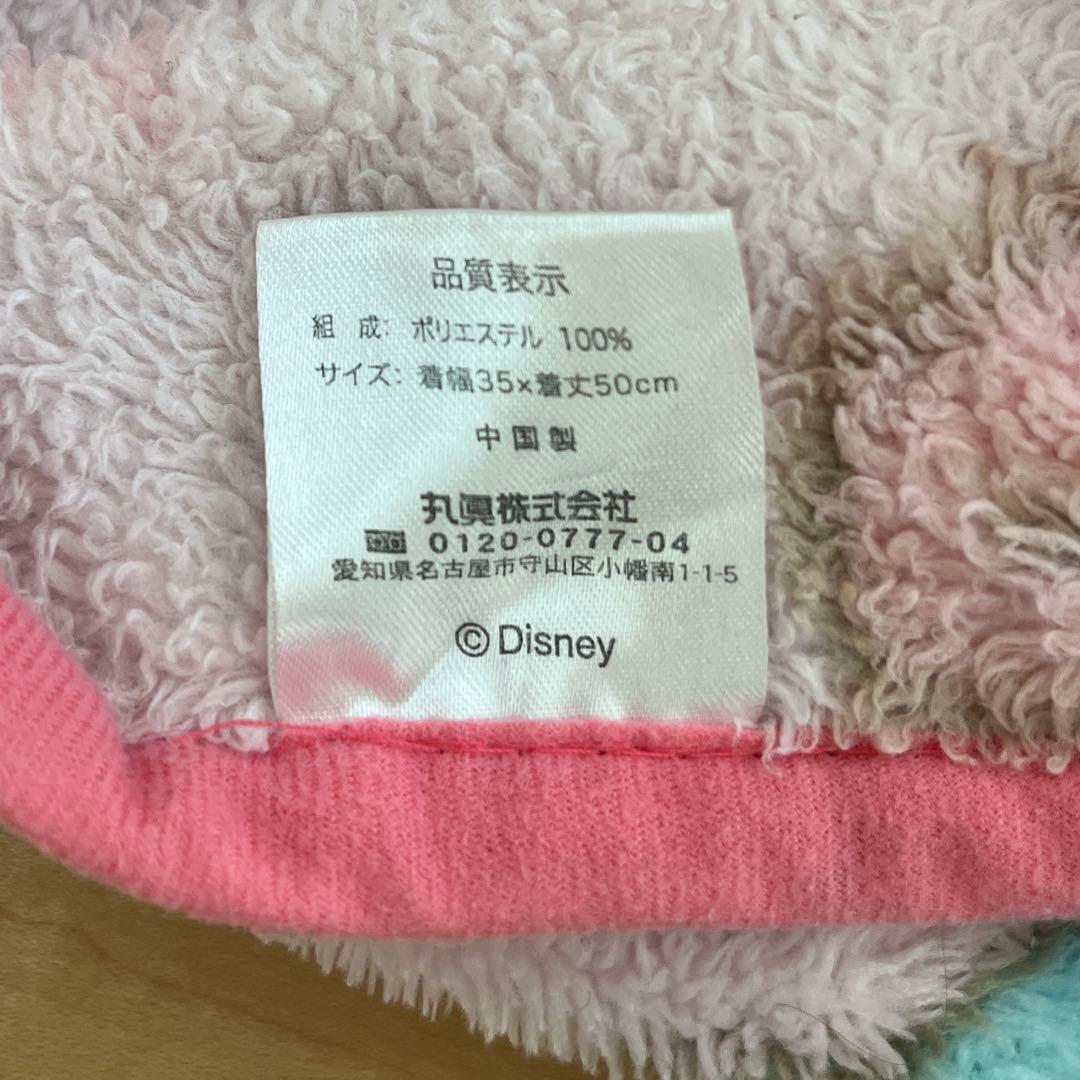 品質表示
組 成: ポリエステル 100%
サイズ: 着幅35×着丈50cm
中国製
丸眞株式会社
0120-0777-04
愛知県名古屋市守山区小幡南1-1-5
©Disney